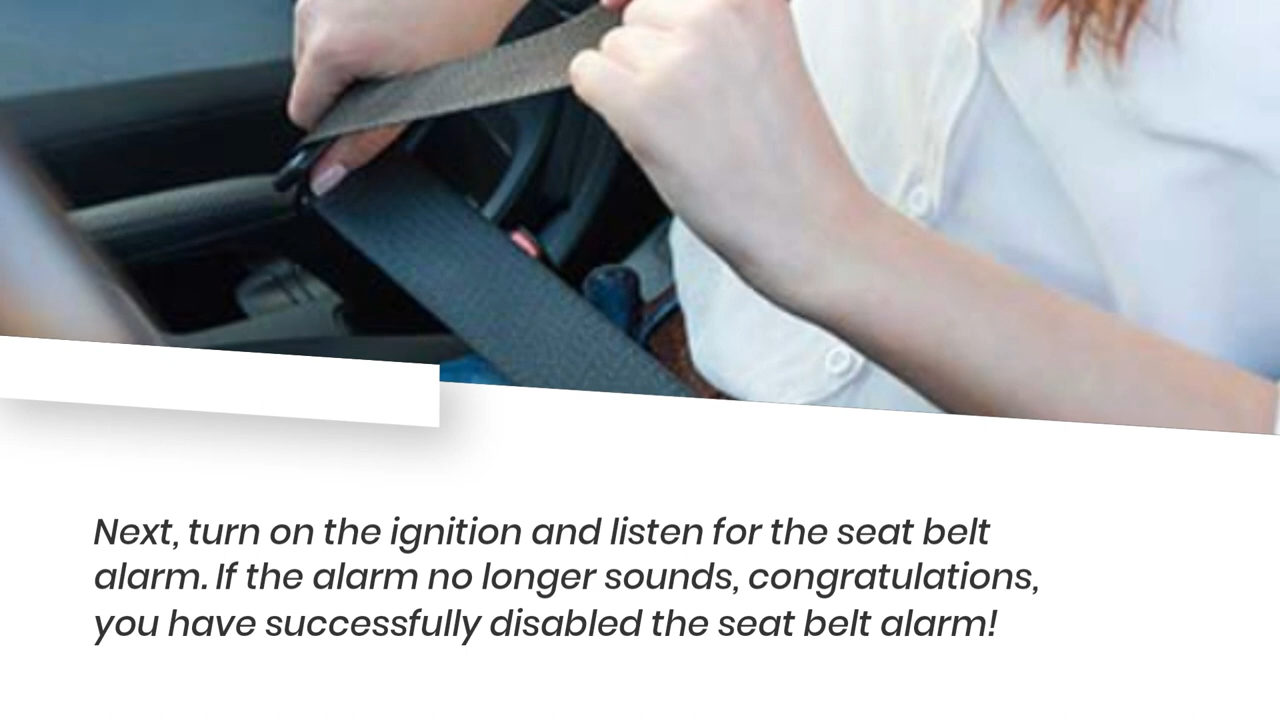 Next, turn on the ignition and listen for the seat belt
alarm. If the alarm no longer sounds, congratulations,
you have successfully disabled the seat belt alarm!